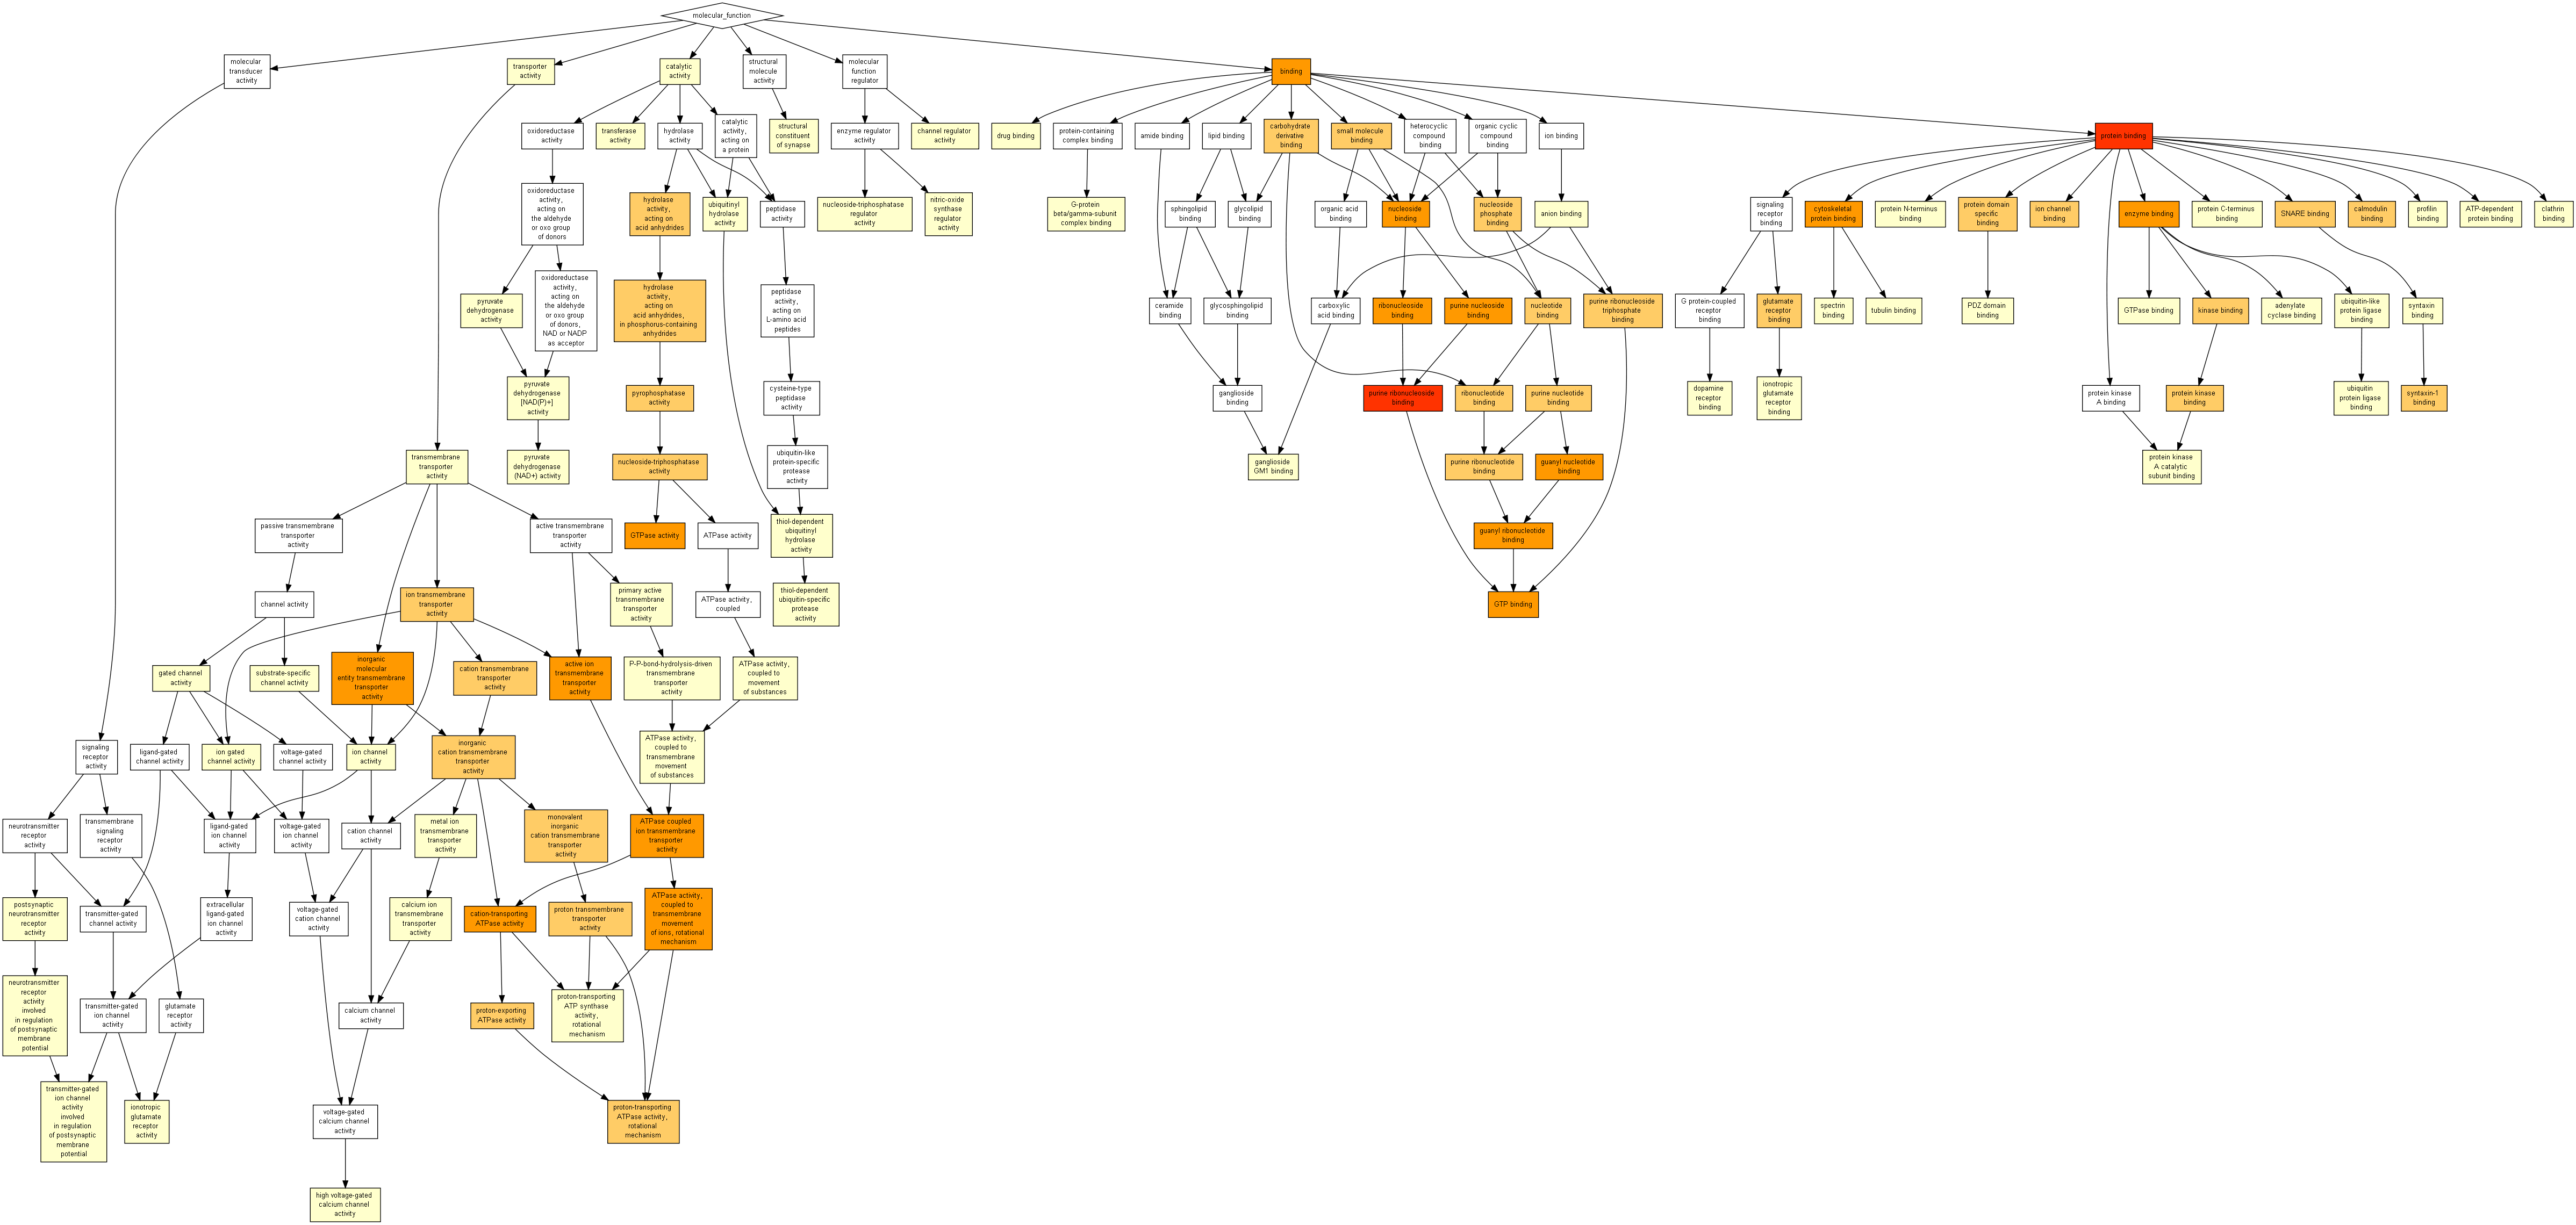 molecular_function
molecular
transducer
activity
transporter
activity
catalytic
activity
structural
molecule
activity
molecular
function
regulator
binding
oxidoreductase
activity
transferase
activity
hydrolase
activity
catalytic
activity,
acting on
a protein
structural
constituent
of synapse
enzyme regulator
activity
channel regulator
activity
drug binding
protein-containing
complex binding
amide binding
lipid binding
carbohydrate
derivative
binding
small molecule
binding
heterocyclic
compound
binding
organic cyclic
compound
binding
ion binding
protein binding
oxidoreductase
activity,
acting on
the aldehyde
or oxo group
of donors
hydrolase
activity,
acting on
acid anhydrides
ubiquitinyl
hydrolase
activity
peptidase
activity
nucleoside-triphosphatase
regulator
activity
nitric-oxide
synthase
regulator
activity
G-protein
beta/gamma-subunit
complex binding
sphingolipid
binding
glycolipid
binding
organic acid
binding
nucleoside
binding
nucleoside
phosphate
binding
anion binding
signaling
receptor
binding
cytoskeletal
protein binding
protein N-terminus
binding
protein domain
specific
binding
ion channel
binding
enzyme binding
protein C-terminus
binding
SNARE binding
calmodulin
binding
profilin
binding
ATP-dependent
protein binding
clathrin
binding
pyruvate
dehydrogenase
activity
oxidoreductase
activity,
acting on
the aldehyde
or oxo group
of donors,
NAD or NADP
as acceptor
hydrolase
activity,
acting on
acid anhydrides,
in phosphorus-containing
anhydrides
peptidase
activity,
acting on
L-amino acid
peptides
ceramide
binding
glycosphingolipid
binding
carboxylic
acid binding
ribonucleoside
binding
purine nucleoside
binding
nucleotide
binding
purine ribonucleoside
triphosphate
binding
G protein-coupled
receptor
binding
glutamate
receptor
binding
spectrin
binding
tubulin binding
PDZ domain
binding
GTPase binding
kinase binding
adenylate
cyclase binding
ubiquitin-like
protein ligase
binding
syntaxin
binding
pyruvate
dehydrogenase
[NAD(P)+]
activity
pyrophosphatase
activity
cysteine-type
peptidase
activity
ganglioside
binding
purine ribonucleoside
binding
ribonucleotide
binding
purine nucleotide
binding
dopamine
receptor
binding
ionotropic
glutamate
receptor
binding
protein kinase
A binding
protein kinase
binding
ubiquitin
protein ligase
binding
syntaxin-1
binding
transmembrane
transporter
activity
pyruvate
dehydrogenase
(NAD+) activity
nucleoside-triphosphatase
activity
ubiquitin-like
protein-specific
protease
activity
ganglioside
GM1 binding
purine ribonucleotide
binding
guanyl nucleotide
binding
protein kinase
A catalytic
subunit binding
passive transmembrane
transporter
activity
active transmembrane
transporter
activity
GTPase activity
ATPase activity
thiol-dependent
ubiquitinyl
hydrolase
activity
guanyl ribonucleotide
binding
channel activity
ion transmembrane
transporter
activity
primary active
transmembrane
transporter
activity
ATPase activity,
coupled
thiol-dependent
ubiquitin-specific
protease
activity
GTP binding
gated channel
activity
substrate-specific
channel activity
inorganic
molecular
entity transmembrane
transporter
activity
cation transmembrane
transporter
activity
active ion
transmembrane
transporter
activity
P-P-bond-hydrolysis-driven
transmembrane
transporter
activity
ATPase activity,
coupled to
movement
of substances
signaling
receptor
activity
ligand-gated
channel activity
ion gated
channel activity
voltage-gated
channel activity
ion channel
activity
inorganic
cation transmembrane
transporter
activity
ATPase activity,
coupled to
transmembrane
movement
of substances
neurotransmitter
receptor
activity
transmembrane
signaling
receptor
activity
ligand-gated
ion channel
activity
voltage-gated
ion channel
activity
cation channel
activity
metal ion
transmembrane
transporter
activity
monovalent
inorganic
cation transmembrane
transporter
activity
ATPase coupled
ion transmembrane
transporter
activity
postsynaptic
neurotransmitter
receptor
activity
transmitter-gated
channel activity
extracellular
ligand-gated
ion channel
activity
voltage-gated
cation channel
activity
calcium ion
transmembrane
transporter
activity
cation-transporting
ATPase activity
proton transmembrane
transporter
activity
ATPase activity,
coupled to
transmembrane
movement
of ions, rotational
mechanism
neurotransmitter
receptor
activity
involved
in regulation
of postsynaptic
membrane
potential
transmitter-gated
ion channel
activity
glutamate
receptor
activity
calcium channel
activity
proton-exporting
ATPase activity
proton-transporting
ATP synthase
activity,
rotational
mechanism
transmitter-gated
ion channel
activity
involved
in regulation
of postsynaptic
membrane
potential
ionotropic
glutamate
receptor
activity
voltage-gated
calcium channel
activity
proton-transporting
ATPase activity,
rotational
mechanism
high voltage-gated
calcium channel
activity